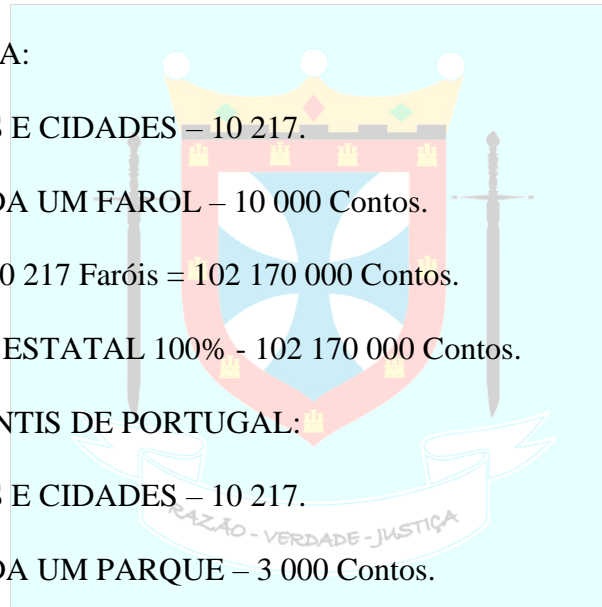 A:
S E CIDADES – 10 217.
DA UM FAROL – 10 000 Contos.
0 217 Faróis = 102 170 000 Contos.
ESTATAL 100% - 102 170 000 Contos.
NTIS DE PORTUGAL:
S E CIDADES – 10 217.
RAZÃO - VERDADE - JUSTIÇA
DA UM PARQUE – 3 000 Contos.